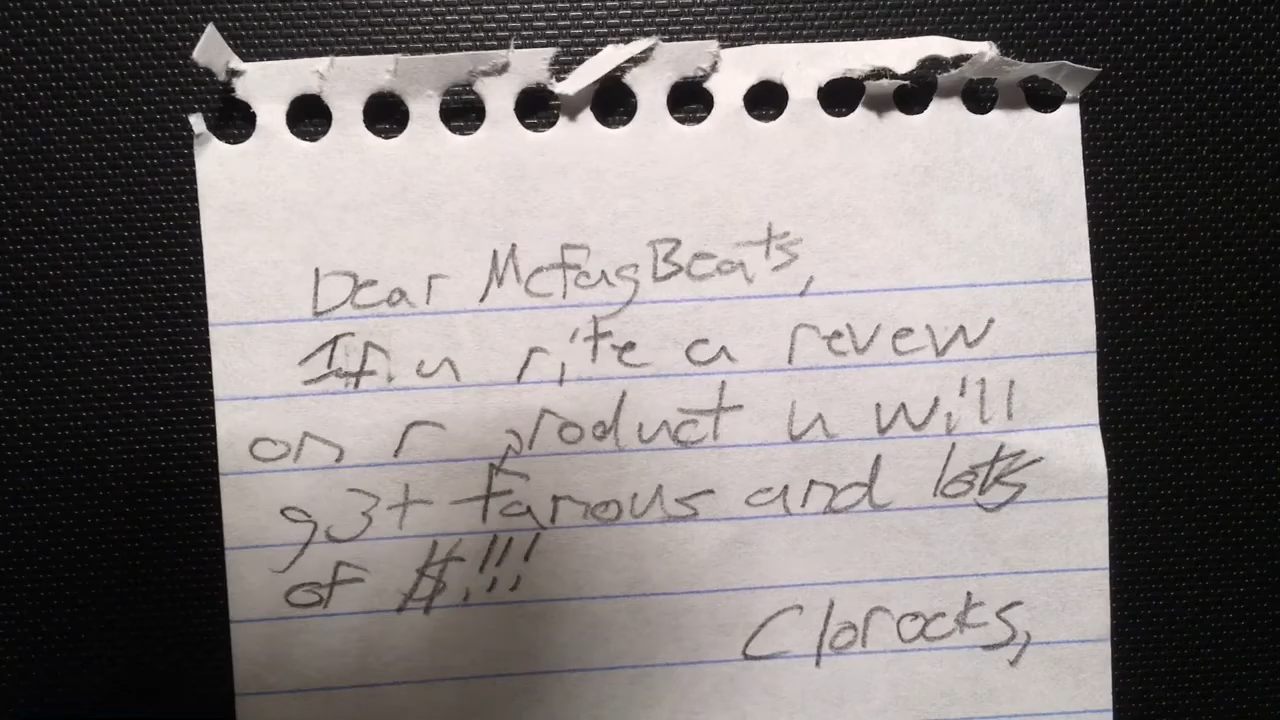 Dear McFagBeats,
If u rite a revew
on r product u will
g3t famous and lots
of $!!!
Clorocks,